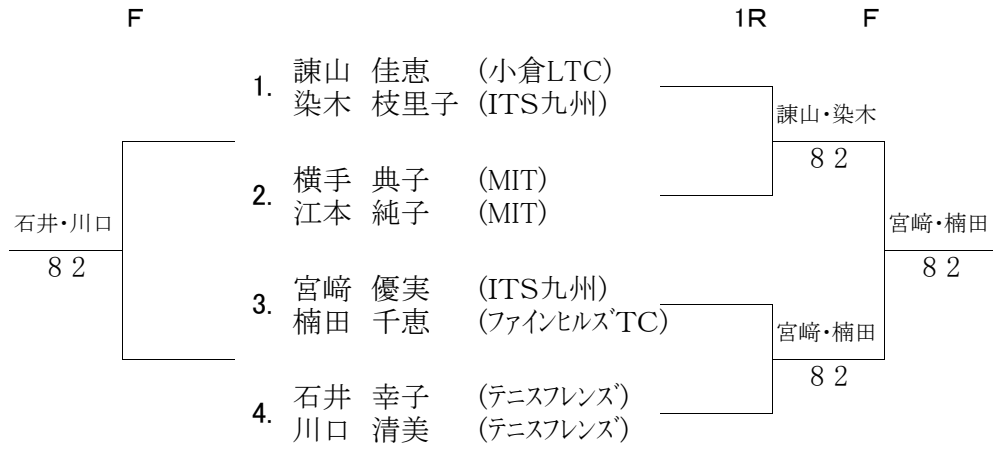 F 1R F
1. 諫山 佳恵 (小倉LTC)
染木 枝里子 (ITS九州)
諫山・染木
8 2
2. 横手 典子 (MIT)
江本 純子 (MIT)
石井・川口
8 2
宮﨑・楠田
8 2
3. 宮﨑 優実 (ITS九州)
楠田 千恵 (ファインヒルズTC)
宮﨑・楠田
8 2
4. 石井 幸子 (テニスフレンズ)
川口 清美 (テニスフレンズ)